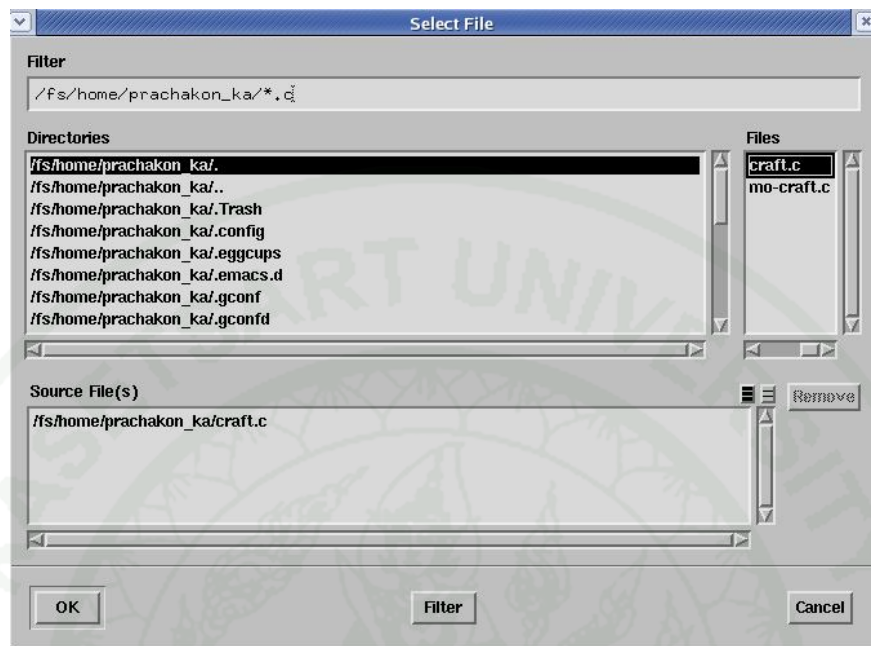 Select File
Filter
/fs/home/prachakon_ka/*.c
Directories
/fs/home/prachakon_ka/.
/fs/home/prachakon_ka/..
/fs/home/prachakon_ka/.Trash
/fs/home/prachakon_ka/.config
/fs/home/prachakon_ka/.eggcups
/fs/home/prachakon_ka/.emacs.d
/fs/home/prachakon_ka/.gconf
/fs/home/prachakon_ka/.gconfd
Files
craft.c
mo-craft.c
Source File(s)
Remove
/fs/home/prachakon_ka/craft.c
OK
Filter
Cancel
KASETSART UNIVERSITY